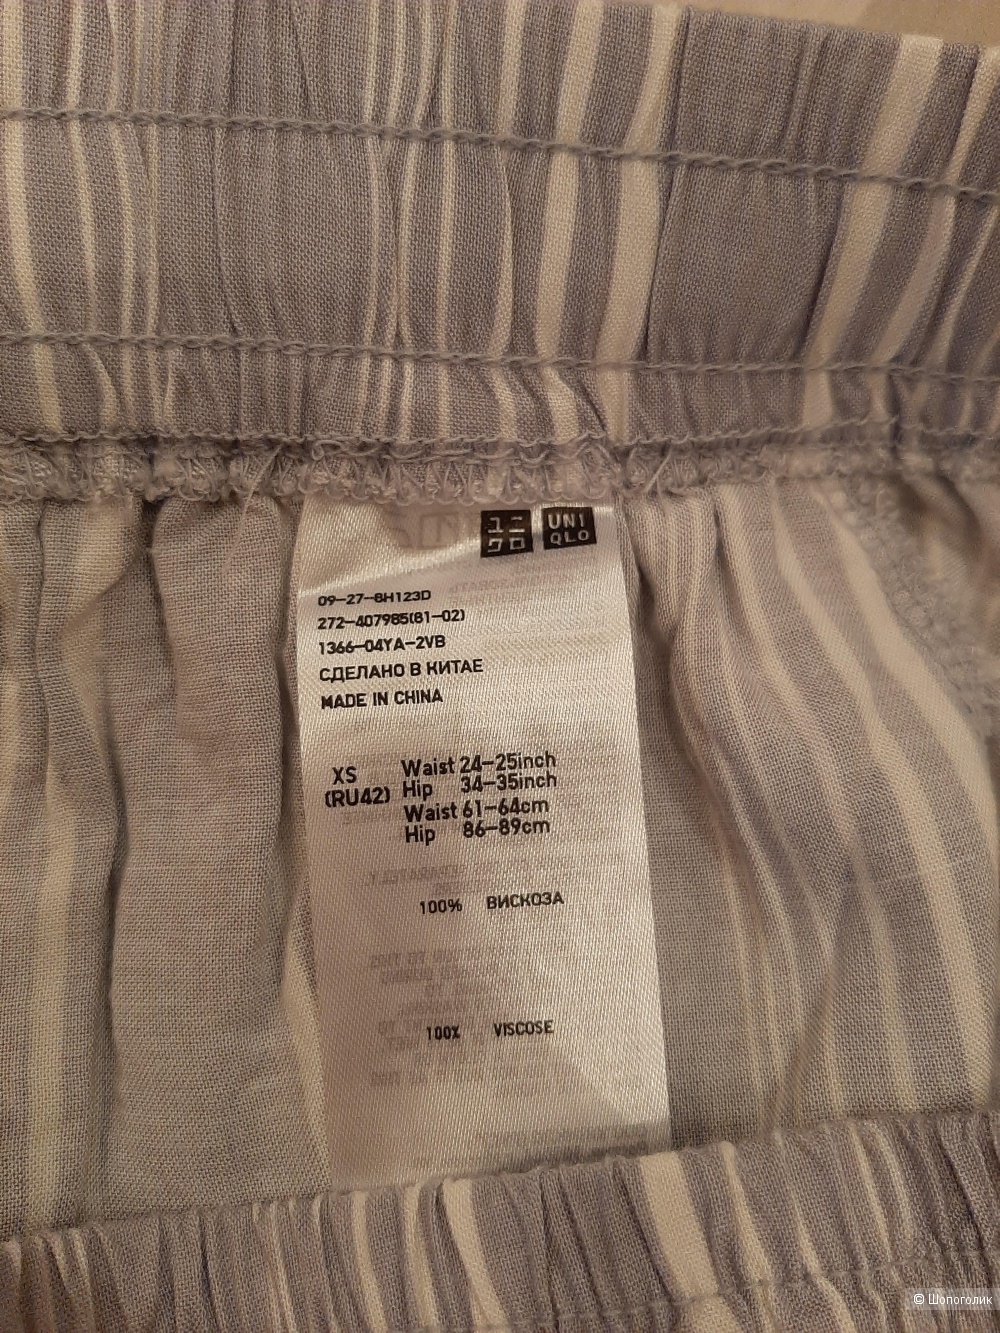 ユニ UNI
クロ QLO
09-27-8H123D
272-407985(81-02)
1366-04YA-2VB
СДЕЛАНО В КИТАЕ
MADE IN CHINA
XS Waist 24-25inch
(RU42) Hip 34-35inch
Waist 61-64cm
Hip 86-89cm
100% ВИСКОЗА
100% VISCOSE
© Шопоголик